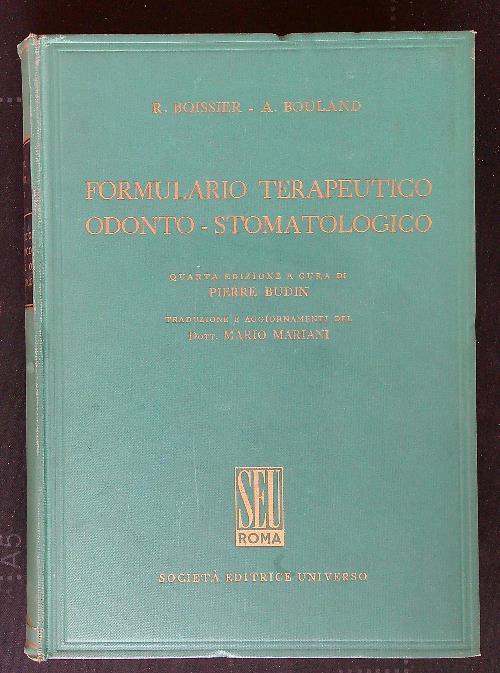 R. BOISSIER - A. BOULAND
FORMULARIO TERAPEUTICO
ODONTO - STOMATOLOGICO
QUARTA EDIZIONE A CURA DI
PIERRE BUDIN
TRADUZIONE E AGGIORNAMENTI DEL
DOTT. MARIO MARIANI
SEU
ROMA
SOCIETÀ EDITRICE UNIVERSO
A5